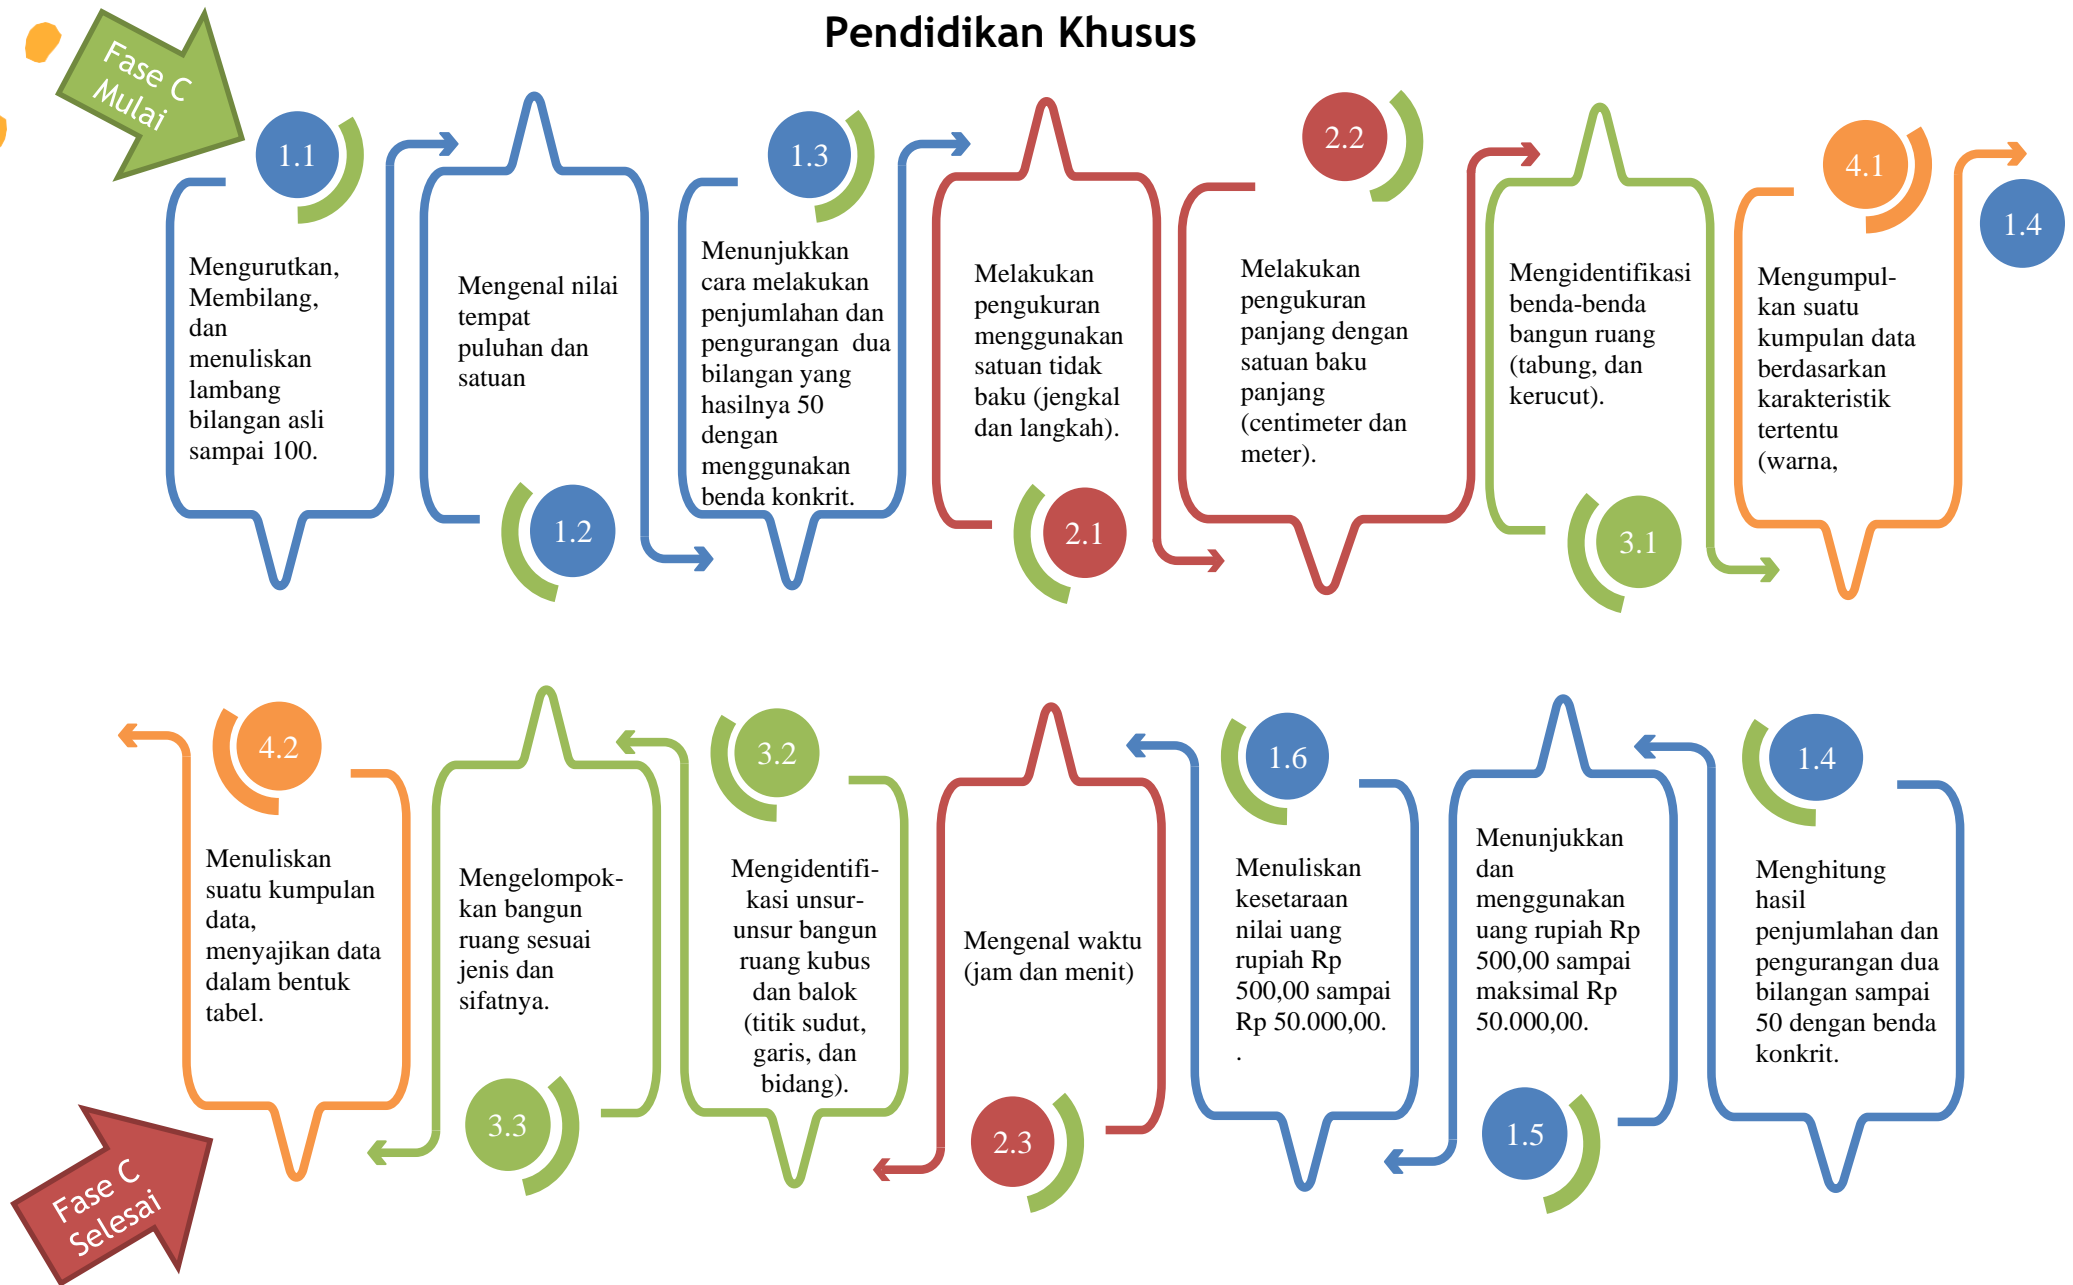 Pendidikan Khusus
Fase C
Mulai
1.1
Mengurutkan,
Membilang,
dan
menuliskan
lambang
bilangan asli
sampai 100.
Mengenal nilai
tempat
puluhan dan
satuan
1.2
1.3
Menunjukkan
cara melakukan
penjumlahan dan
pengurangan  dua
bilangan yang
hasilnya 50
dengan
menggunakan
benda konkrit.
Melakukan
pengukuran
menggunakan
satuan tidak
baku (jengkal
dan langkah).
2.1
2.2
Melakukan
pengukuran
panjang dengan
satuan baku
panjang
(centimeter dan
meter).
Mengidentifikasi
benda-benda
bangun ruang
(tabung, dan
kerucut).
3.1
4.1
Mengumpul-
kan suatu
kumpulan data
berdasarkan
karakteristik
tertentu
(warna,
1.4
1.4
Menghitung
hasil
penjumlahan dan
pengurangan dua
bilangan sampai
50 dengan benda
konkrit.
Menunjukkan
dan
menggunakan
uang rupiah Rp
500,00 sampai
maksimal Rp
50.000,00.
1.5
1.6
Menuliskan
kesetaraan
nilai uang
rupiah Rp
500,00 sampai
Rp 50.000,00.
.
Mengenal waktu
(jam dan menit)
2.3
3.2
Mengidentifi-
kasi unsur-
unsur bangun
ruang kubus
dan balok
(titik sudut,
garis, dan
bidang).
Mengelompok-
kan bangun
ruang sesuai
jenis dan
sifatnya.
3.3
4.2
Menuliskan
suatu kumpulan
data,
menyajikan data
dalam bentuk
tabel.
Fase C
Selesai